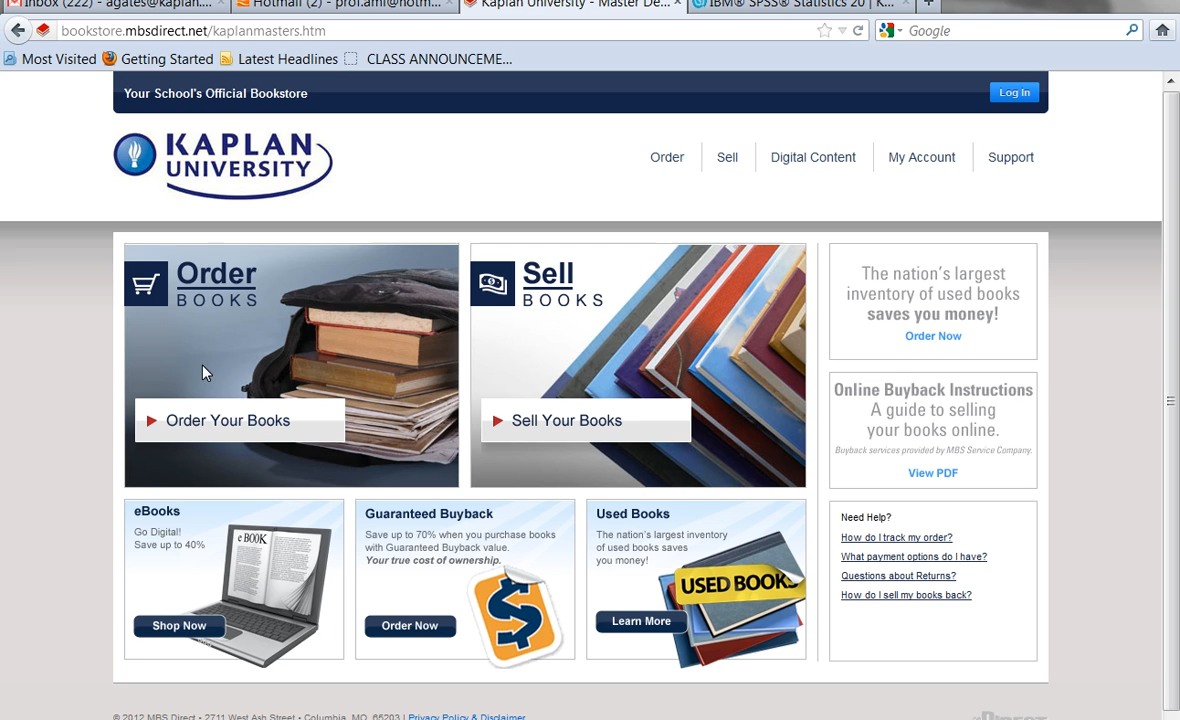 Inbox (222) - agates@kaplan....
Hotmail (2) - prof.ami@hotm...
Kaplan University - Master De...
IBM® SPSS® Statistics 20 | K...
bookstore.mbsdirect.net/kaplanmasters.htm
Google
Most Visited
Getting Started
Latest Headlines
CLASS ANNOUNCEME...
Your School's Official Bookstore
Log In
KAPLAN
UNIVERSITY
Order
Sell
Digital Content
My Account
Support
Order
BOOKS
Order Your Books
Sell
BOOKS
Sell Your Books
The nation's largest
inventory of used books
saves you money!
Order Now
Online Buyback Instructions
A guide to selling
your books online.
Buyback services provided by MBS Service Company.
View PDF
eBooks
Go Digital!
Save up to 40%
e BOOK
Shop Now
Guaranteed Buyback
Save up to 70% when you purchase books
with Guaranteed Buyback value.
Your true cost of ownership.
Order Now
Used Books
The nation's largest inventory
of used books saves
you money!
USED BOOKS
Learn More
Need Help?
How do I track my order?
What payment options do I have?
Questions about Returns?
How do I sell my books back?
© 2012 MBS Direct • 2711 West Ash Street • Columbia, MO, 65203 | Privacy Policy & Disclaimer